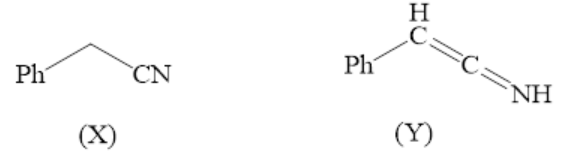 Ph CN
(X)
H
Ph C C NH
(Y)